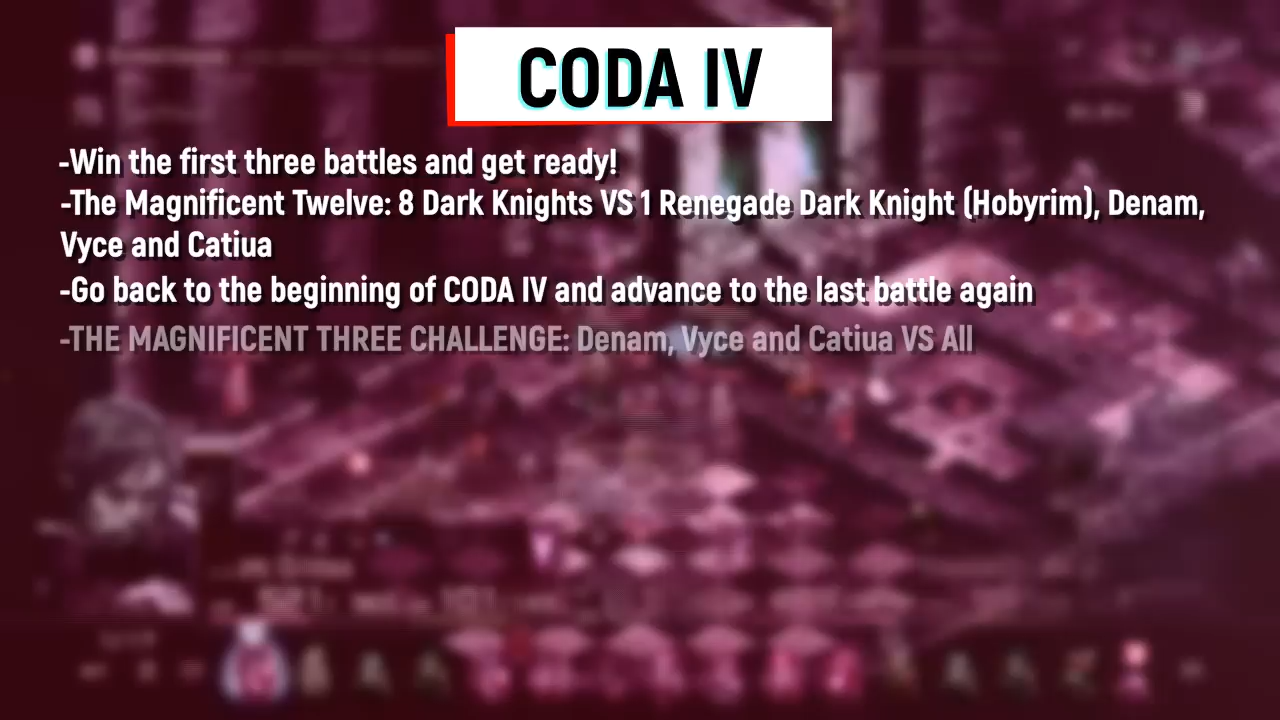 CODA IV
-Win the first three battles and get ready!
-The Magnificent Twelve: 8 Dark Knights VS 1 Renegade Dark Knight (Hobyrim), Denam,
Vyce and Catiua
-Go back to the beginning of CODA IV and advance to the last battle again
-THE MAGNIFICENT THREE CHALLENGE: Denam, Vyce and Catiua VS All